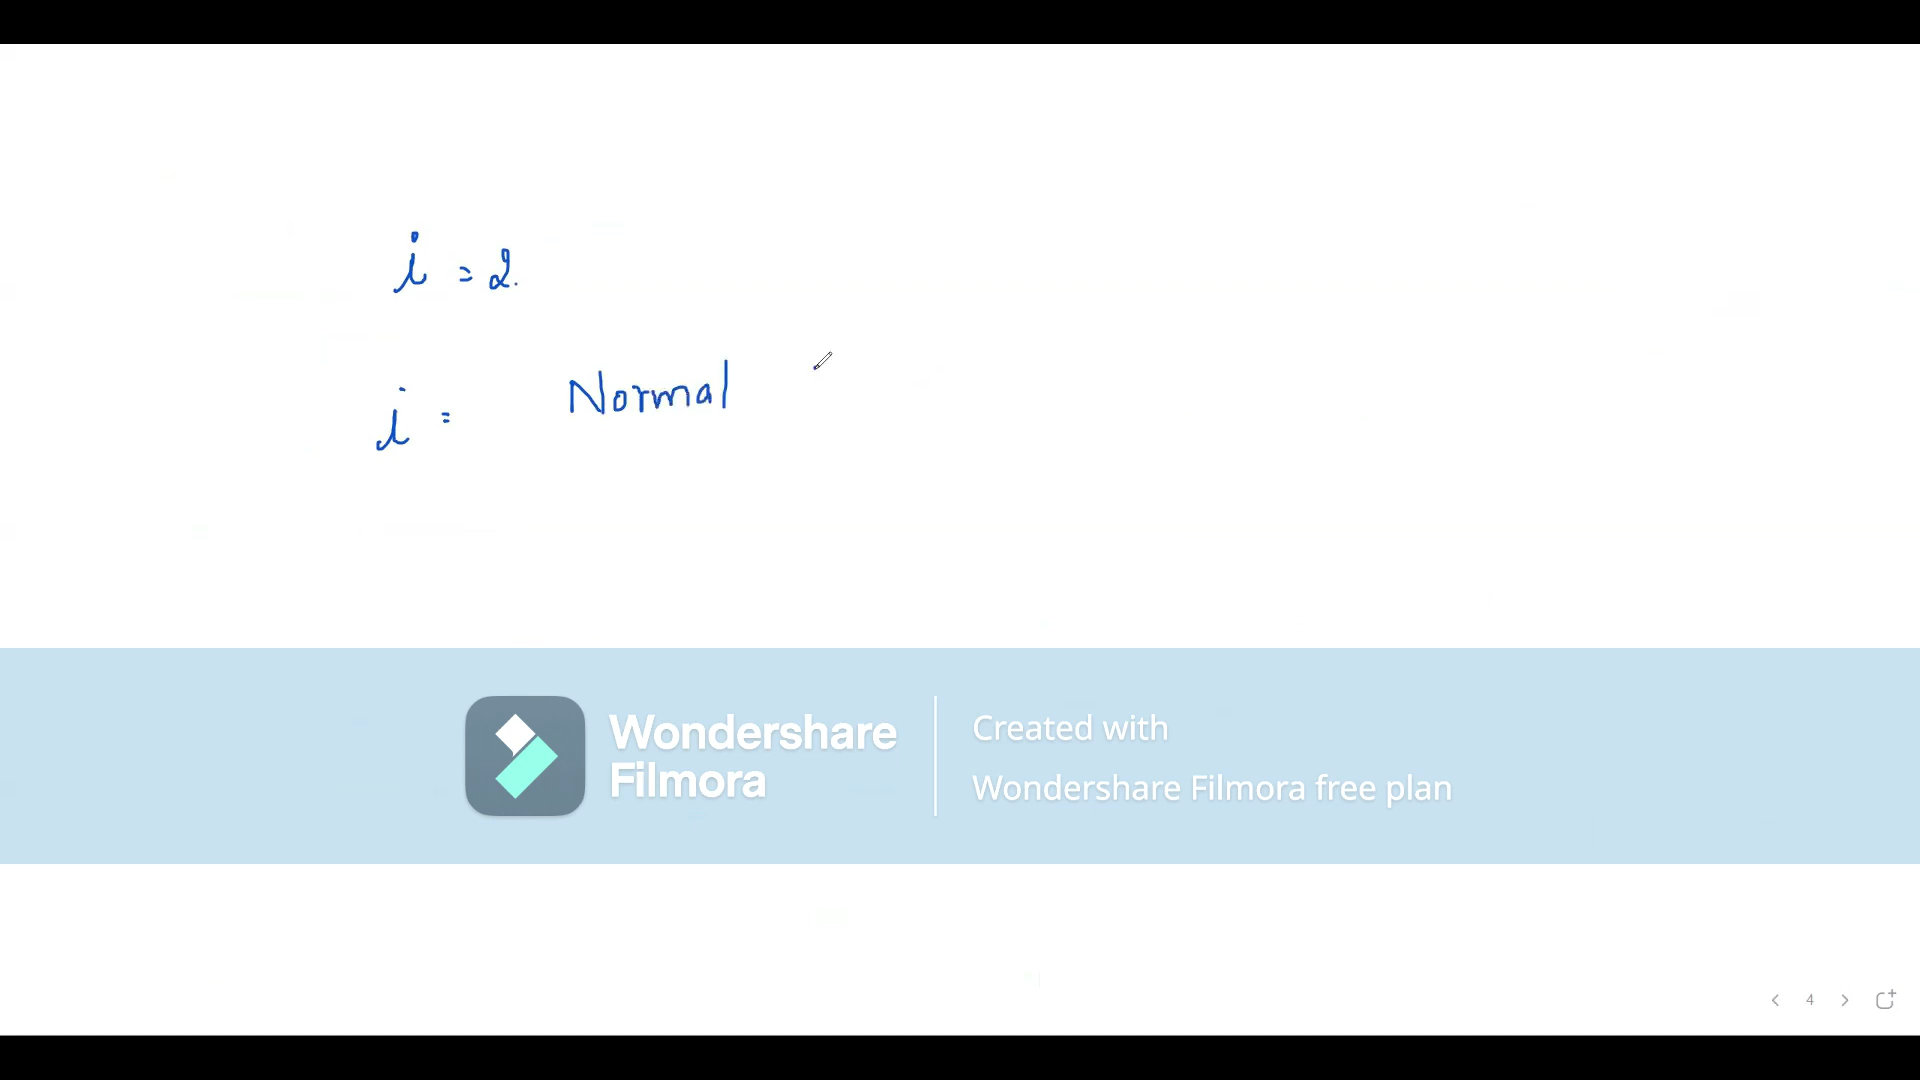 i = 2.
i = Normal
Wondershare
Filmora
Created with
Wondershare Filmora free plan
4